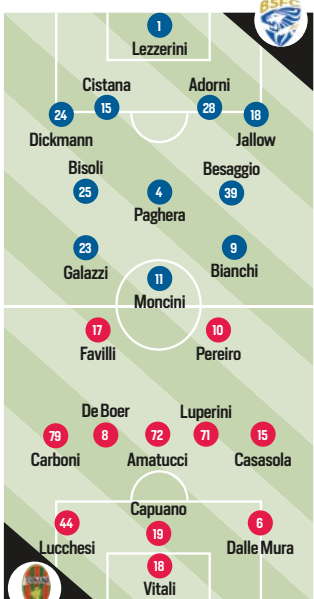 BSFC
1
Lezzerini
Cistana
Adorni
24
15
28
18
Dickmann
Jallow
Bisoli
Besaggio
25
4
39
Paghera
23
9
Galazzi
Bianchi
11
Moncini
17
10
Favilli
Pereiro
De Boer
Luperini
79
8
72
71
15
Carboni
Amatucci
Casasola
Capuano
44
19
6
Lucchesi
Dalle Mura
18
Vitali